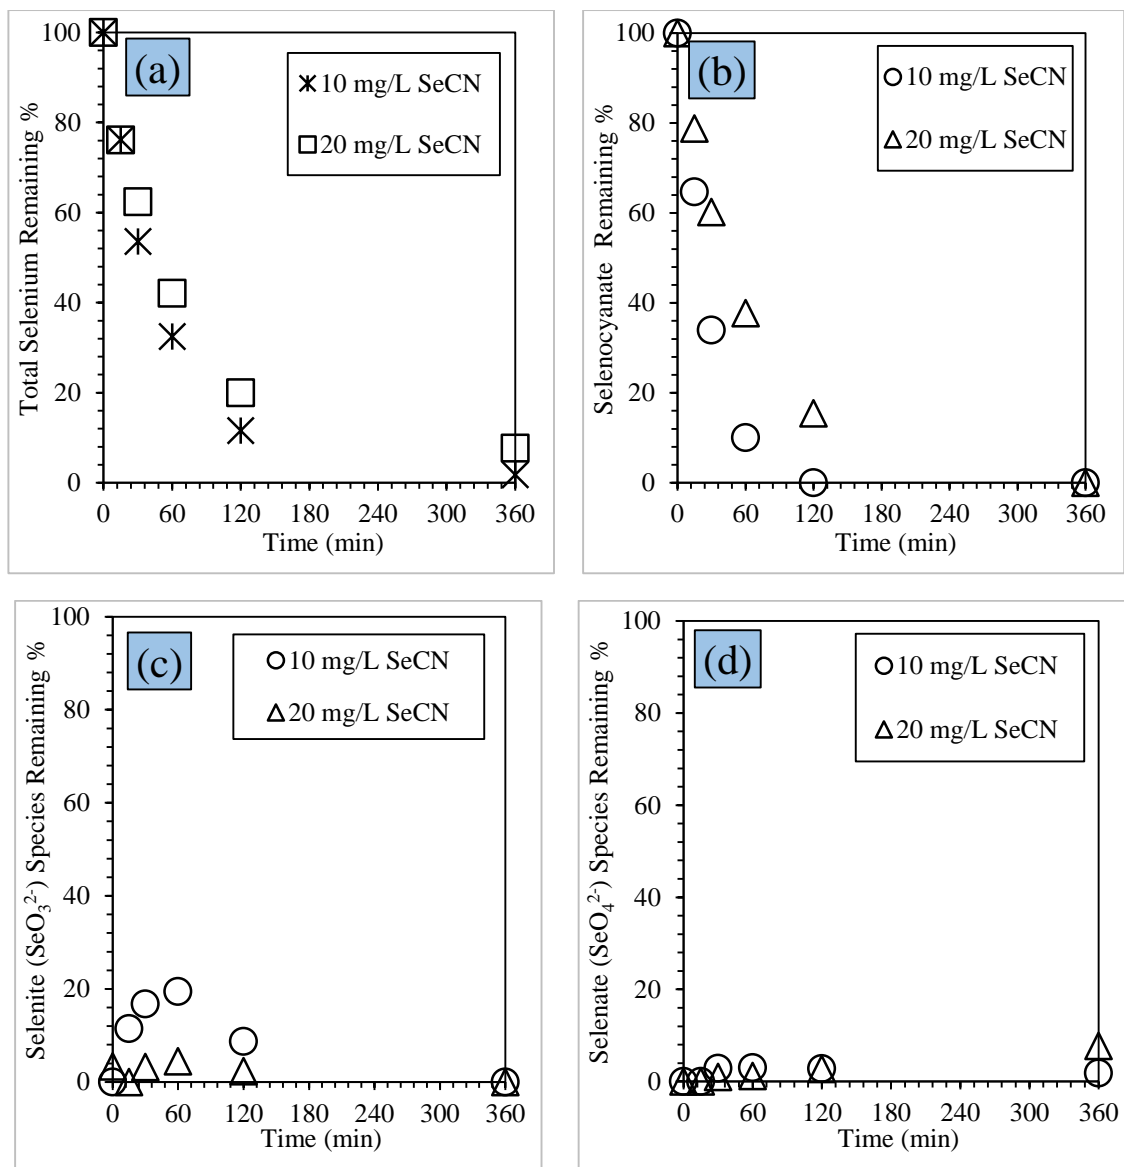 (a)
10 mg/L SeCN
20 mg/L SeCN
Total Selenium Remaining %
100
80
60
40
20
0
0 60 120 180 240 300 360
Time (min)
(b)
10 mg/L SeCN
20 mg/L SeCN
Selenocyanate Remaining %
100
80
60
40
20
0
0 60 120 180 240 300 360
Time (min)
(c)
10 mg/L SeCN
20 mg/L SeCN
Selenite (SeO₃²⁻) Species Remaining %
100
80
60
40
20
0
0 60 120 180 240 300 360
Time (min)
(d)
10 mg/L SeCN
20 mg/L SeCN
Selenate (SeO₄²⁻) Species Remaining %
100
80
60
40
20
0
0 60 120 180 240 300 360
Time (min)